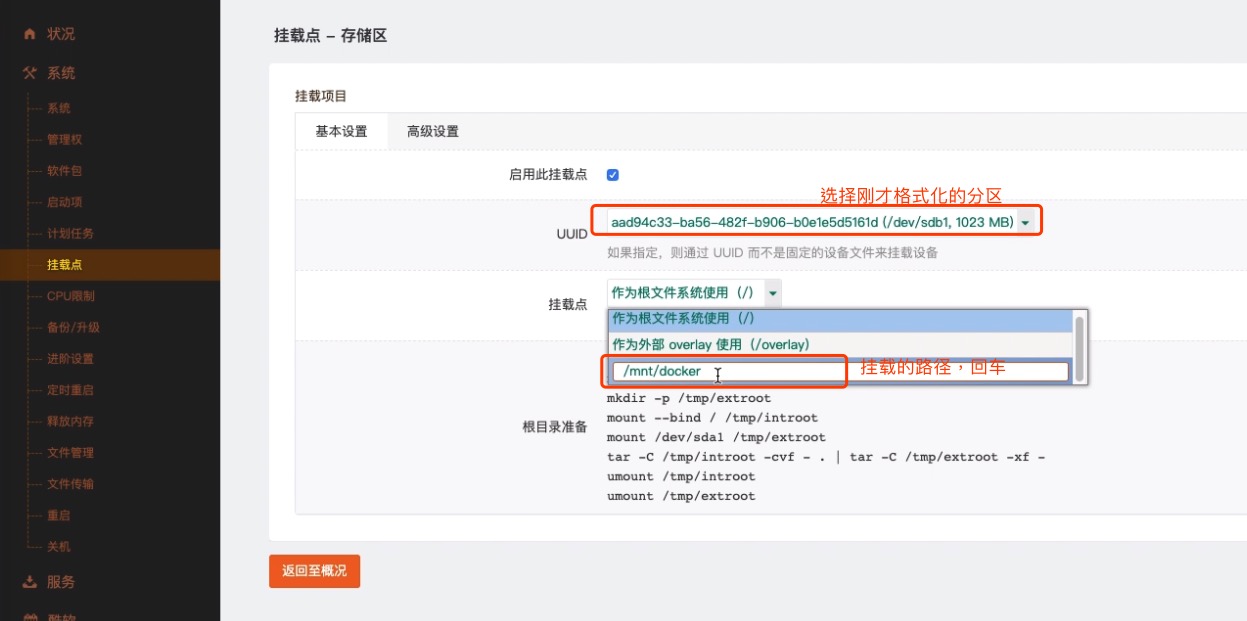 状况
系统
系统
管理权
软件包
启动项
计划任务
挂载点
CPU限制
备份/升级
进阶设置
定时重启
释放内存
文件管理
文件传输
重启
关机
服务
挂载点 – 存储区
挂载项目
基本设置 高级设置
启用此挂载点
选择刚才格式化的分区
UUID aad94c33–ba56–482f–b906–b0e1e5d5161d (/dev/sdb1, 1023 MB)
如果指定，则通过 UUID 而不是固定的设备文件来挂载设备
挂载点 作为根文件系统使用（/）
作为根文件系统使用（/）
作为外部 overlay 使用（/overlay）
/mnt/docker 挂载的路径，回车
根目录准备
mkdir -p /tmp/extroot
mount --bind / /tmp/introot
mount /dev/sda1 /tmp/extroot
tar -C /tmp/introot -cvf - . | tar -C /tmp/extroot -xf -
umount /tmp/introot
umount /tmp/extroot
返回至概况